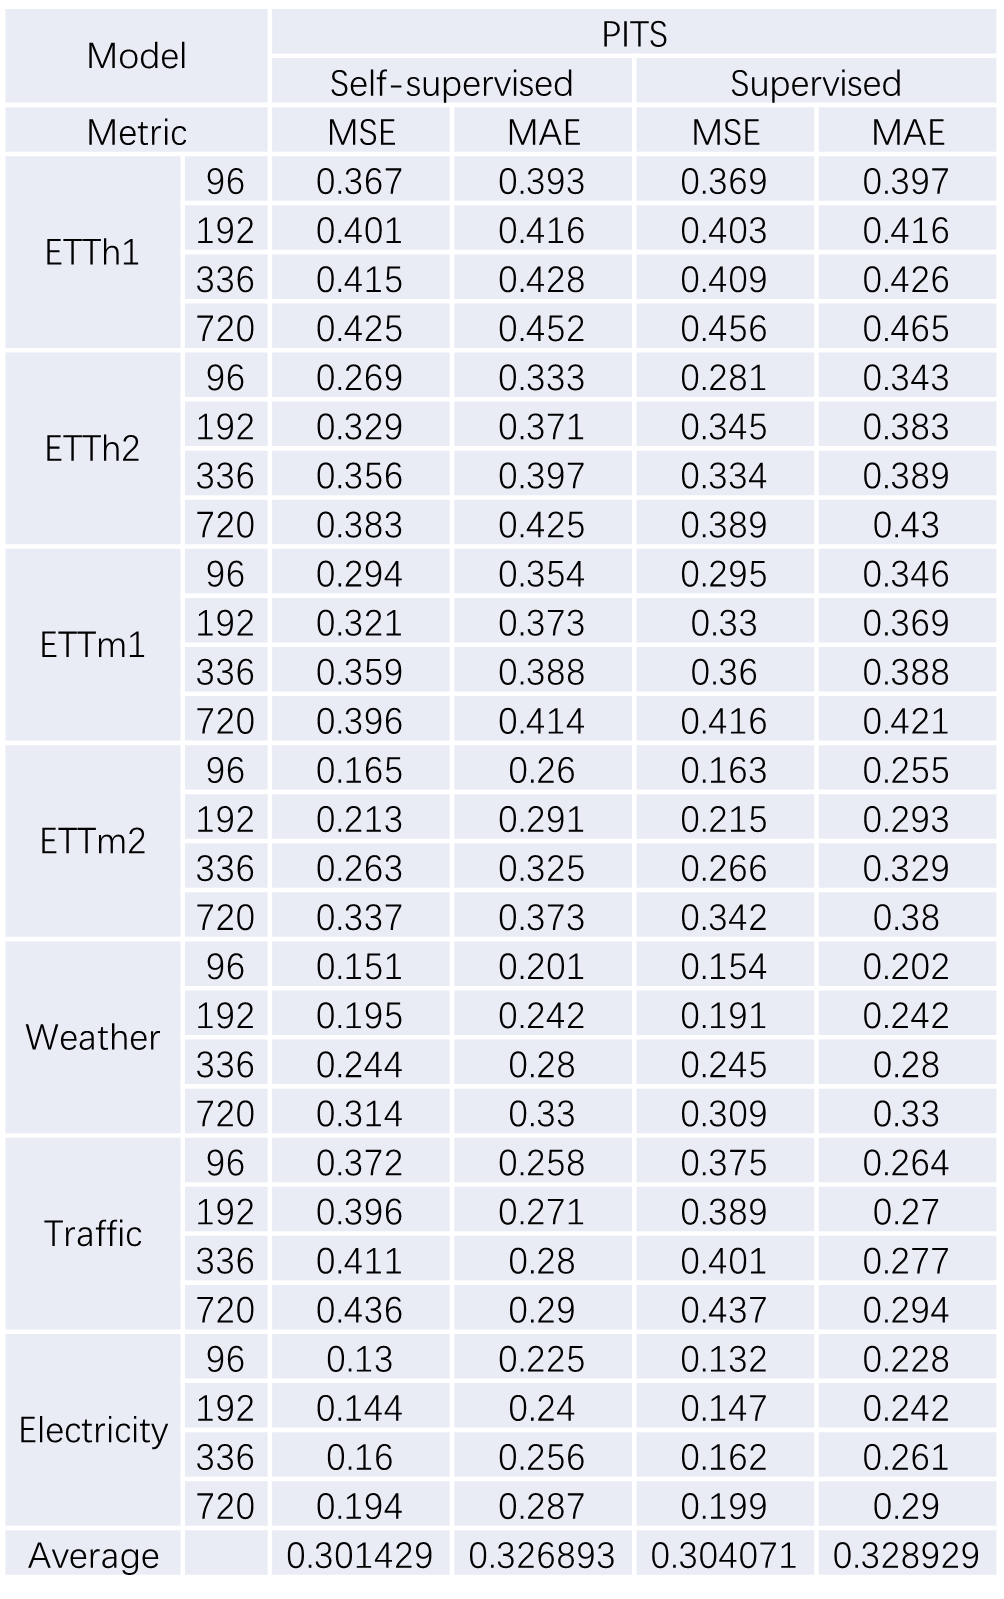 Model PITS
Self-supervised Supervised
Metric MSE MAE MSE MAE
ETTh1 96 0.367 0.393 0.369 0.397
192 0.401 0.416 0.403 0.416
336 0.415 0.428 0.409 0.426
720 0.425 0.452 0.456 0.465
ETTh2 96 0.269 0.333 0.281 0.343
192 0.329 0.371 0.345 0.383
336 0.356 0.397 0.334 0.389
720 0.383 0.425 0.389 0.43
ETTm1 96 0.294 0.354 0.295 0.346
192 0.321 0.373 0.33 0.369
336 0.359 0.388 0.36 0.388
720 0.396 0.414 0.416 0.421
ETTm2 96 0.165 0.26 0.163 0.255
192 0.213 0.291 0.215 0.293
336 0.263 0.325 0.266 0.329
720 0.337 0.373 0.342 0.38
Weather 96 0.151 0.201 0.154 0.202
192 0.195 0.242 0.191 0.242
336 0.244 0.28 0.245 0.28
720 0.314 0.33 0.309 0.33
Traffic 96 0.372 0.258 0.375 0.264
192 0.396 0.271 0.389 0.27
336 0.411 0.28 0.401 0.277
720 0.436 0.29 0.437 0.294
Electricity 96 0.13 0.225 0.132 0.228
192 0.144 0.24 0.147 0.242
336 0.16 0.256 0.162 0.261
720 0.194 0.287 0.199 0.29
Average 0.301429 0.326893 0.304071 0.328929